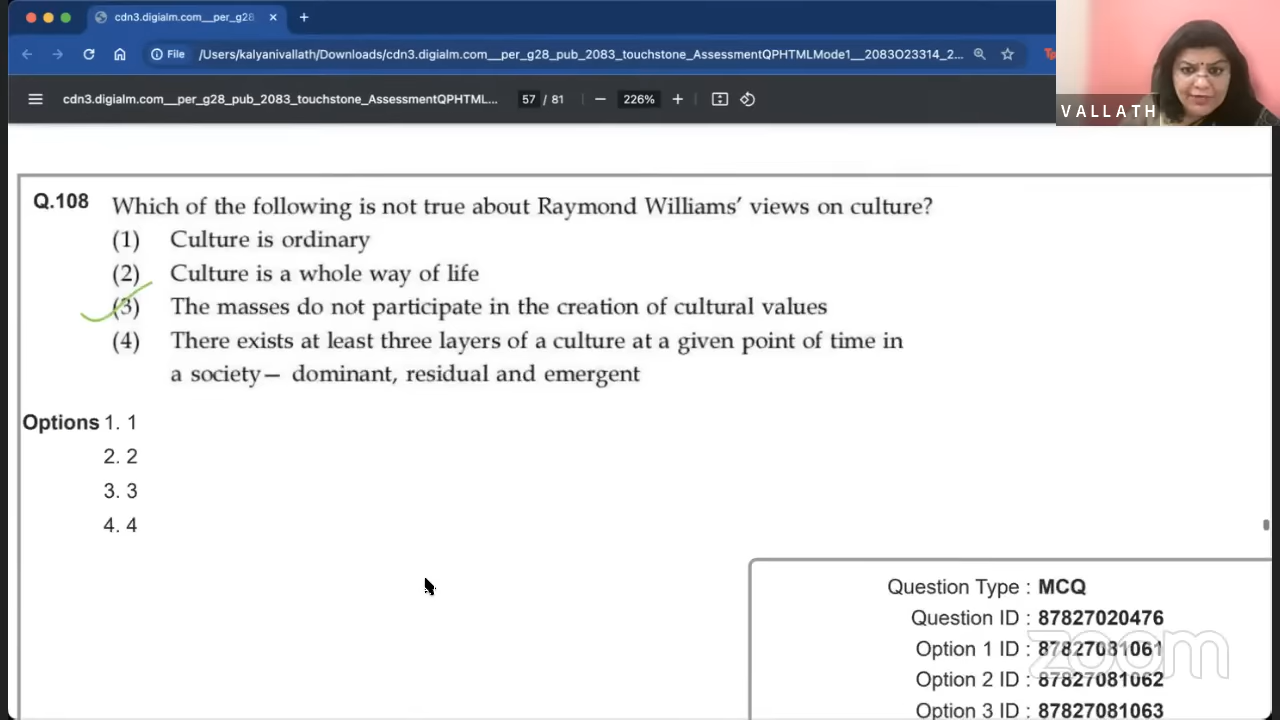 cdn3.digialm.com__per_g28
File /Users/kalyanivallath/Downloads/cdn3.digialm.com__per_g28_pub_2083_touchstone_AssessmentQPHTMLMode1__2083O23314_2...
cdn3.digialm.com__per_g28_pub_2083_touchstone_AssessmentQPHTML... 57 / 81 — 226% +
VALLATH
Q.108 Which of the following is not true about Raymond Williams' views on culture?
(1) Culture is ordinary
(2) Culture is a whole way of life
(3) The masses do not participate in the creation of cultural values
(4) There exists at least three layers of a culture at a given point of time in
a society— dominant, residual and emergent
Options 1. 1
2. 2
3. 3
4. 4
Question Type : MCQ
Question ID : 87827020476
Option 1 ID : 87827081061
Option 2 ID : 87827081062
Option 3 ID : 87827081063
zoom